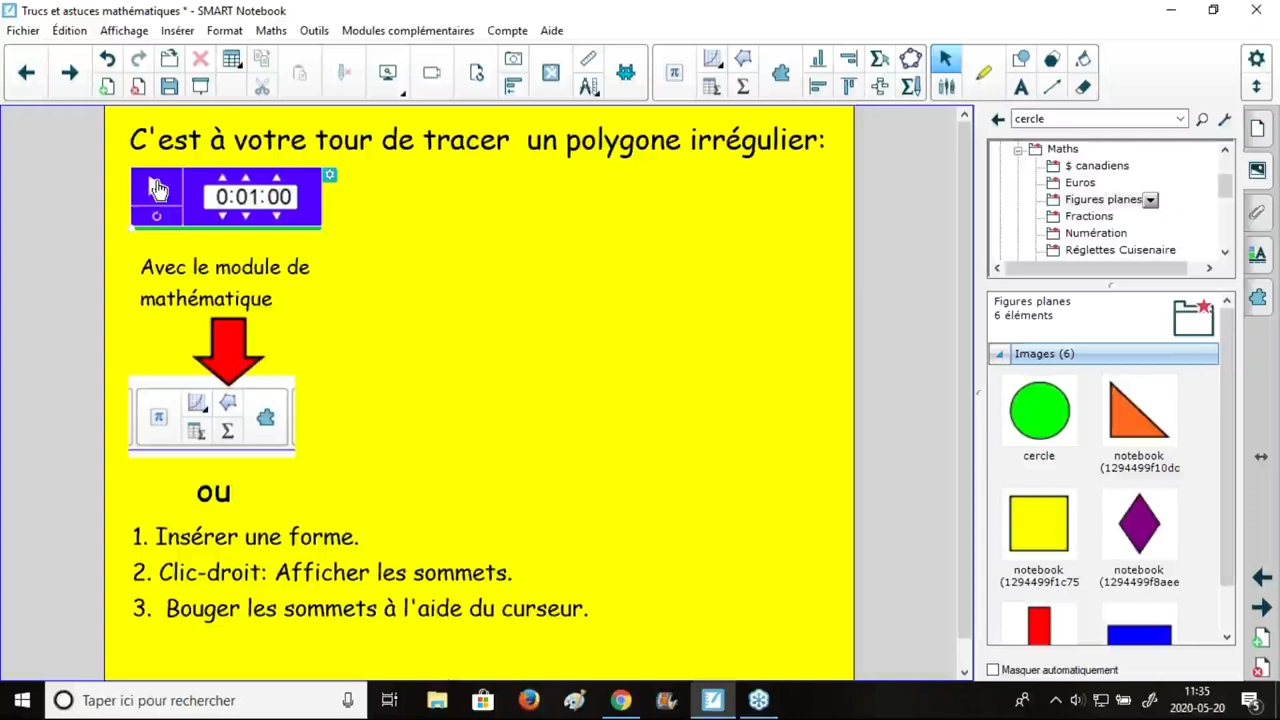 Trucs et astuces mathématiques * - SMART Notebook
Fichier Édition Affichage Insérer Format Maths Outils Modules complémentaires Compte Aide
C'est à votre tour de tracer un polygone irrégulier:
0:01:00
Avec le module de
mathématique
π Σ
ou
1. Insérer une forme.
2. Clic-droit: Afficher les sommets.
3. Bouger les sommets à l'aide du curseur.
cercle
Maths
$ canadiens
Euros
Figures planes
Fractions
Numération
Réglettes Cuisenaire
Figures planes
6 éléments
Images (6)
cercle
notebook
(1294499f10dc
notebook
(1294499f1c75
notebook
(1294499f8aee
Masquer automatiquement
Taper ici pour rechercher
11:35
2020-05-20
5